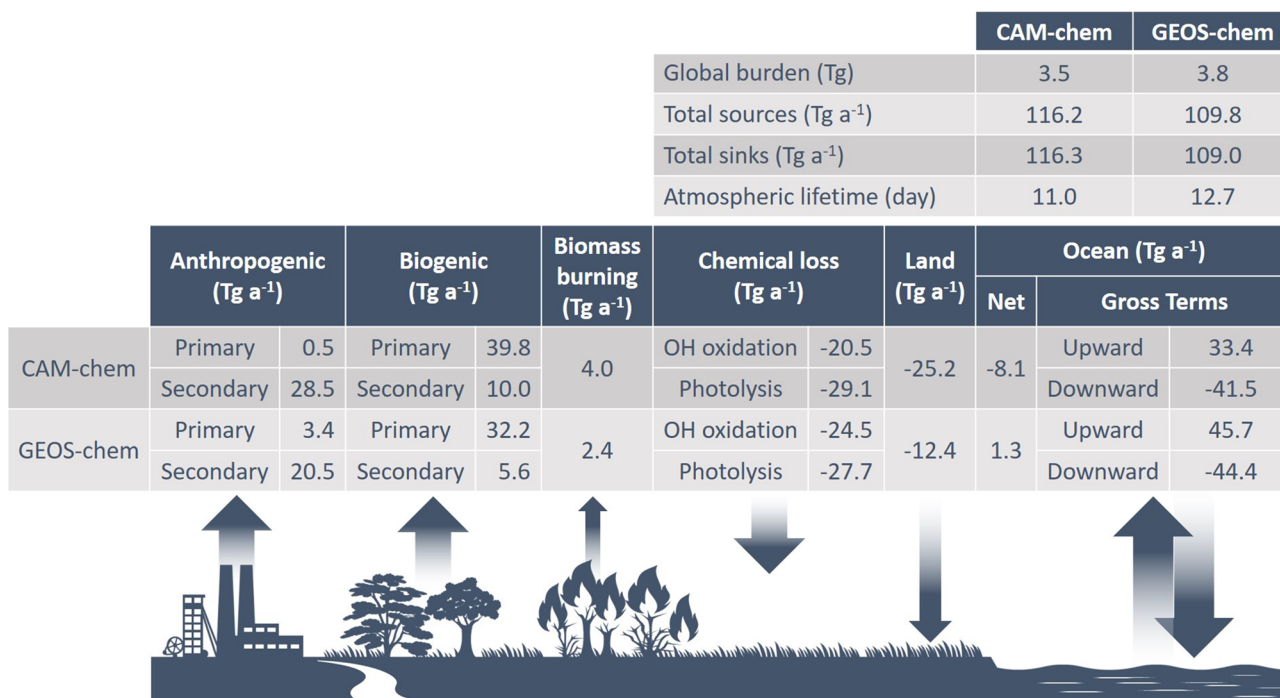 CAM-chem GEOS-chem
Global burden (Tg) 3.5 3.8
Total sources (Tg a⁻¹) 116.2 109.8
Total sinks (Tg a⁻¹) 116.3 109.0
Atmospheric lifetime (day) 11.0 12.7
Anthropogenic
(Tg a⁻¹)
Biogenic
(Tg a⁻¹)
Biomass
burning
(Tg a⁻¹)
Chemical loss
(Tg a⁻¹)
Land
(Tg a⁻¹)
Ocean (Tg a⁻¹)
Net Gross Terms
CAM-chem
Primary 0.5 Primary 39.8 4.0 OH oxidation -20.5 -25.2 -8.1 Upward 33.4
Secondary 28.5 Secondary 10.0 Photolysis -29.1 Downward -41.5
GEOS-chem
Primary 3.4 Primary 32.2 2.4 OH oxidation -24.5 -12.4 1.3 Upward 45.7
Secondary 20.5 Secondary 5.6 Photolysis -27.7 Downward -44.4